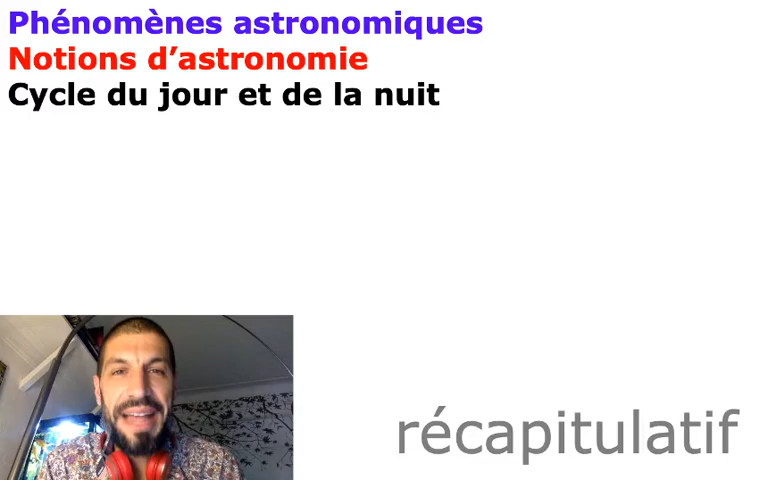 Phénomènes astronomiques
Notions d’astronomie
Cycle du jour et de la nuit
récapitulatif